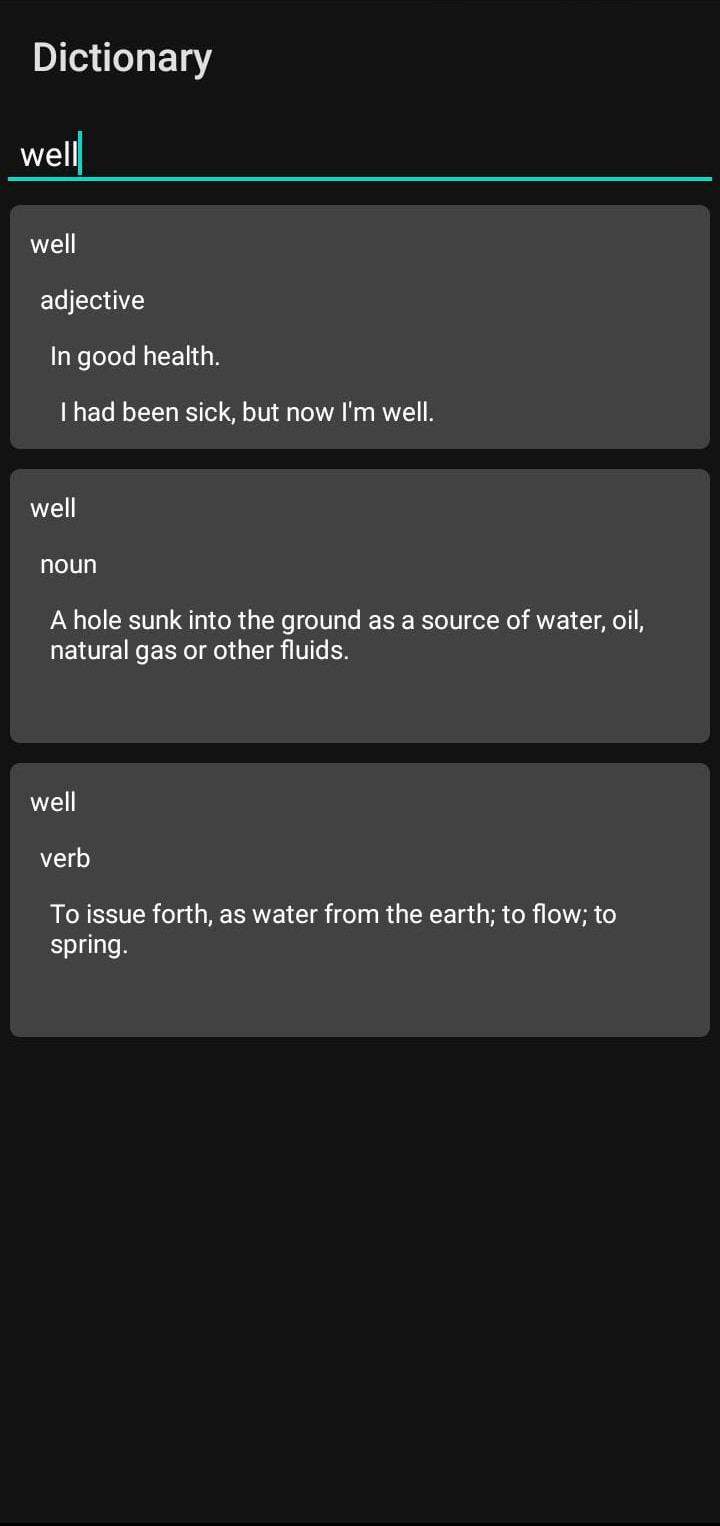 Dictionary
well
well
adjective
In good health.
I had been sick, but now I'm well.
well
noun
A hole sunk into the ground as a source of water, oil,
natural gas or other fluids.
well
verb
To issue forth, as water from the earth; to flow; to
spring.